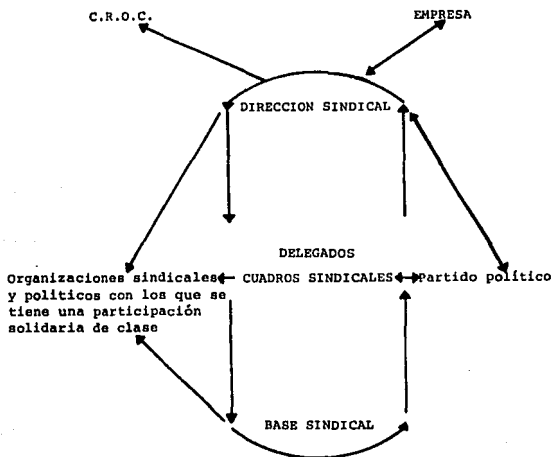 C.R.O.C.
EMPRESA
DIRECCION SINDICAL
DELEGADOS
Organizaciones sindicales
y politicos con los que se
tiene una participación
solidaria de clase
CUADROS SINDICALES
Partido político
BASE SINDICAL